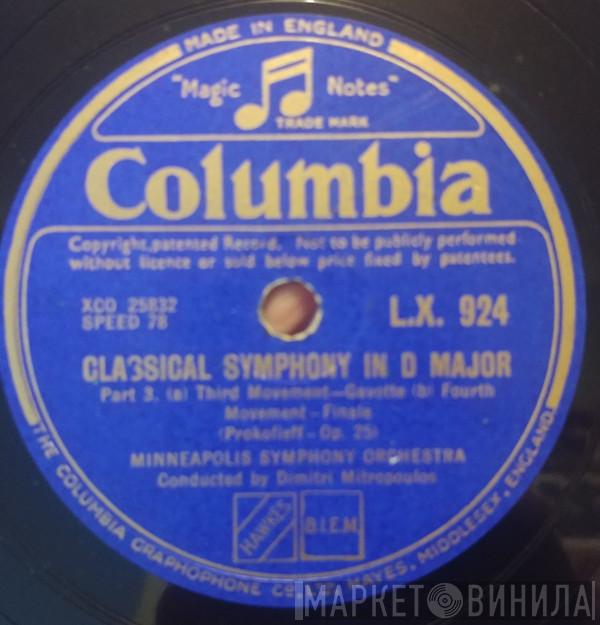 MADE IN ENGLAND
"Magic Notes"
TRADE MARK
Columbia
Copyright, patented Record. Not to be publicly performed
without licence or sold below price fixed by patentees.
XCO 25832
SPEED 78
L.X. 924
CLASSICAL SYMPHONY IN D MAJOR
Part 3. (a) Third Movement—Gavotte (b) Fourth
Movement - Finale
(Prokofieff - Op. 25)
MINNEAPOLIS SYMPHONY ORCHESTRA
Conducted by Dimitri Mitropoulos
HAWKES
B.I.E.M.
THE COLUMBIA GRAPHOPHONE CO. LTD. HAYES, MIDDLESEX, ENGLAND.
МАРКЕТ ВИНИЛА